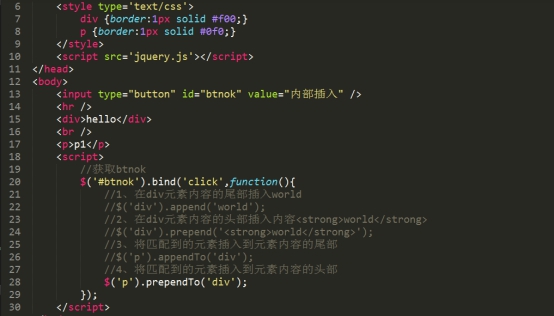 6 <style type='text/css'>
7 div {border:1px solid #f00;}
8 p {border:1px solid #0f0;}
9 </style>
10 <script src='jquery.js'></script>
11 </head>
12 <body>
13 <input type="button" id="btnok" value="内部插入" />
14 <hr />
15 <div>hello</div>
16 <br />
17 <p>p1</p>
18 <script>
19 //获取btnok
20 $('#btnok').bind('click',function(){
21 //1、在div元素内容的尾部插入world
22 //$('div').append('world');
23 //2、在div元素内容的头部插入内容<strong>world</strong>
24 //$('div').prepend('<strong>world</strong>');
25 //3、将匹配到的元素插入到元素内容的尾部
26 //$('p').appendTo('div');
27 //4、将匹配到的元素插入到元素内容的头部
28 $('p').prependTo('div');
29 });
30 </script>